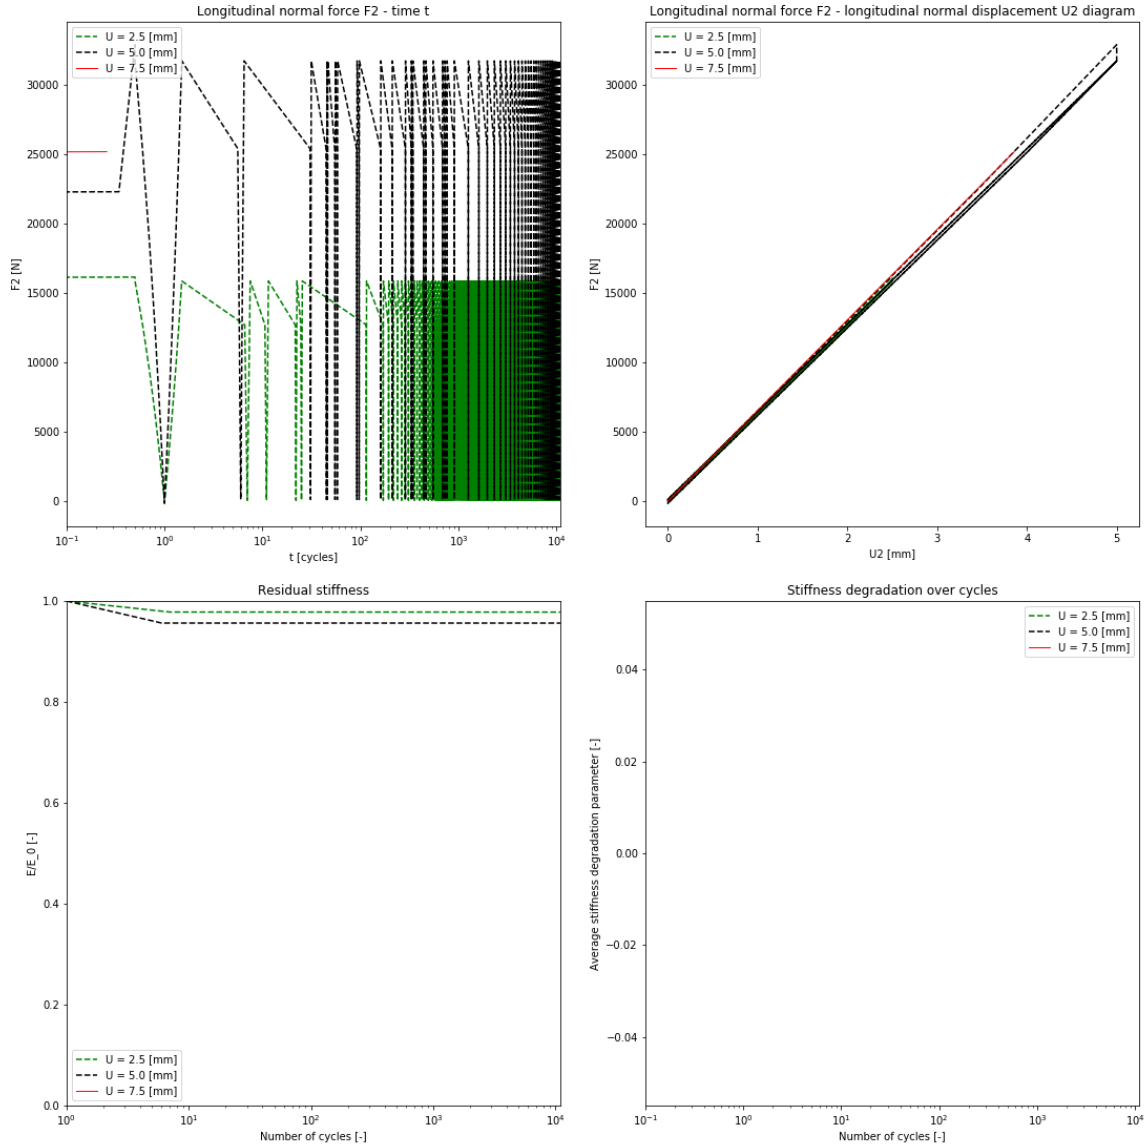 Longitudinal normal force F2 - time t
U = 2.5 [mm]
U = 5.0 [mm]
U = 7.5 [mm]
F2 [N]
30000
25000
20000
15000
10000
5000
0
10⁻¹ 10⁰ 10¹ 10² 10³ 10⁴
t [cycles]
Longitudinal normal force F2 - longitudinal normal displacement U2 diagram
U = 2.5 [mm]
U = 5.0 [mm]
U = 7.5 [mm]
F2 [N]
30000
25000
20000
15000
10000
5000
0
0 1 2 3 4 5
U2 [mm]
Residual stiffness
E/E_0 [-]
1.0
0.8
0.6
0.4
0.2
0.0
U = 2.5 [mm]
U = 5.0 [mm]
U = 7.5 [mm]
10⁰ 10¹ 10² 10³ 10⁴
Number of cycles [-]
Stiffness degradation over cycles
U = 2.5 [mm]
U = 5.0 [mm]
U = 7.5 [mm]
Average stiffness degradation parameter [-]
0.04
0.02
0.00
−0.02
−0.04
10⁻¹ 10⁰ 10¹ 10² 10³ 10⁴
Number of cycles [-]